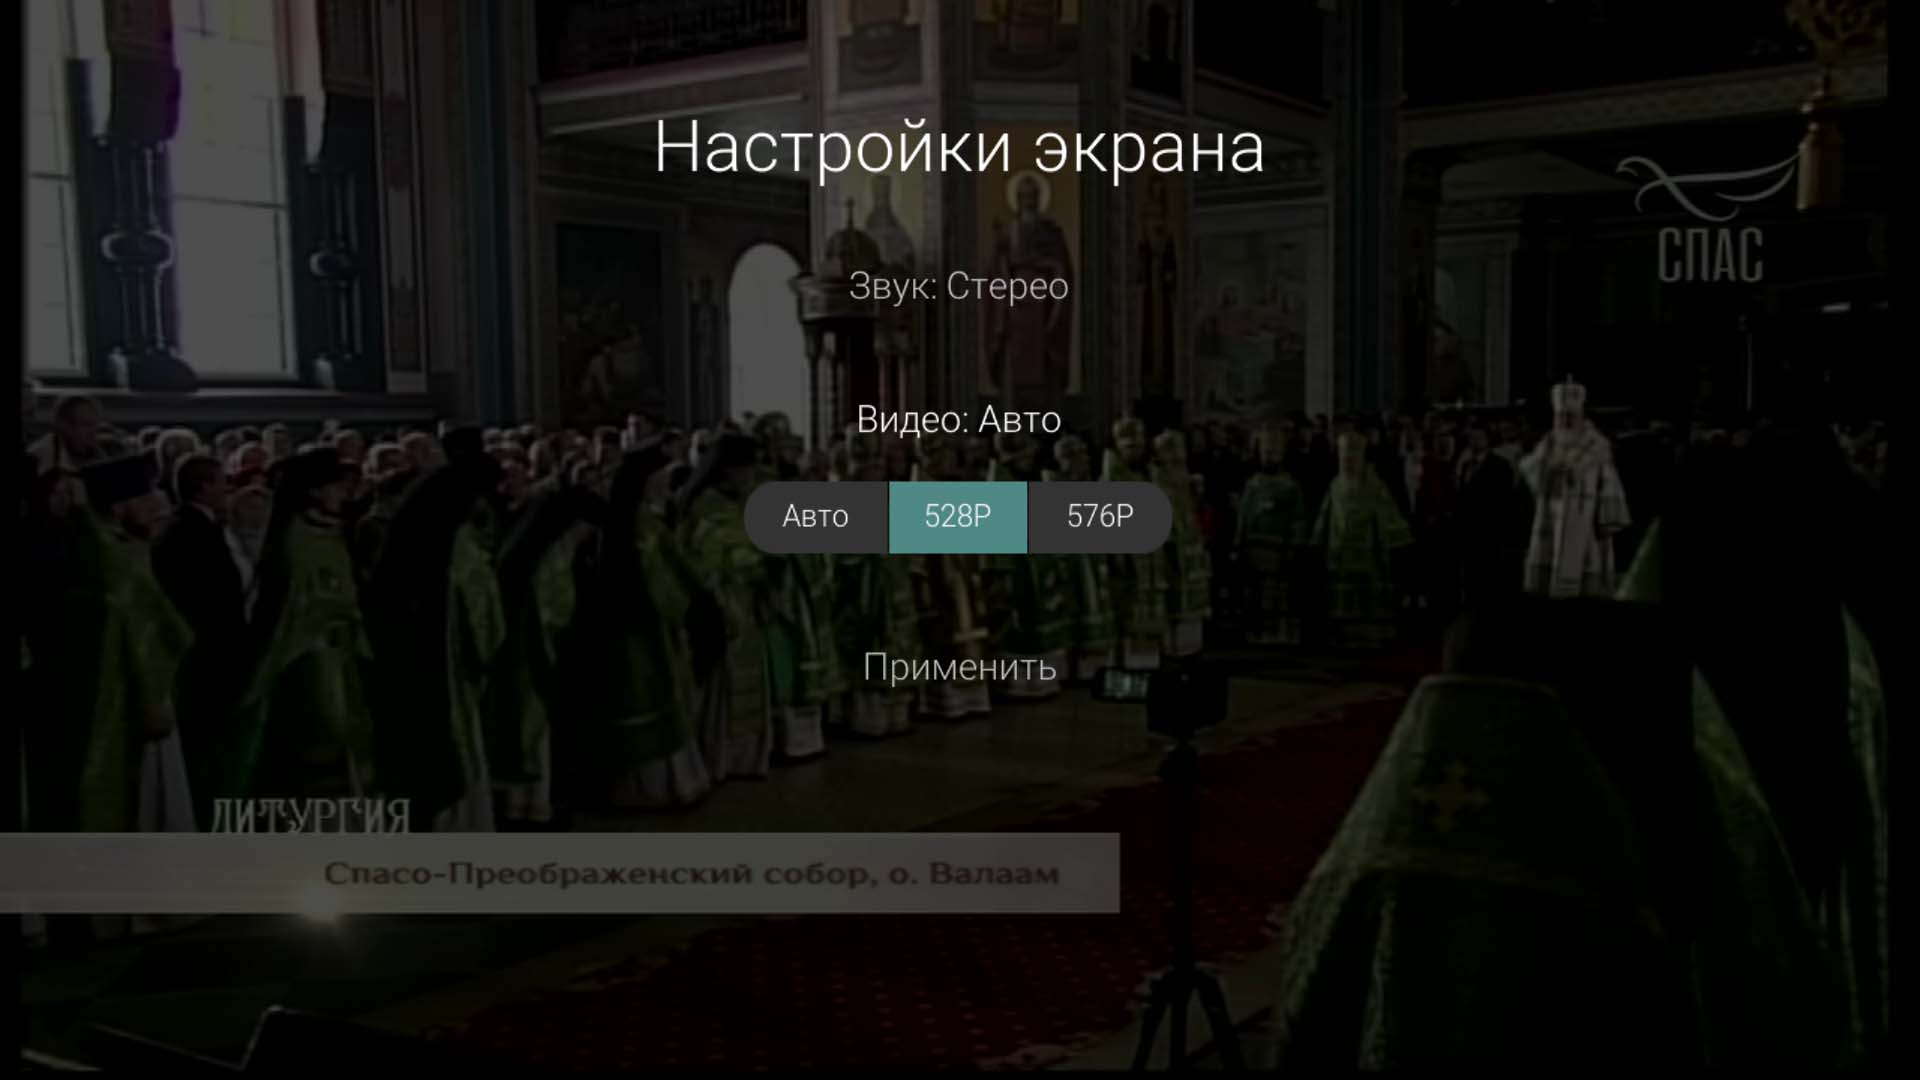 Настройки экрана
СПАС
Звук: Стерео
Видео: Авто
Авто
528P
576P
Применить
ЛИТУРГИЯ
Спасо-Преображенский собор, о. Валаам